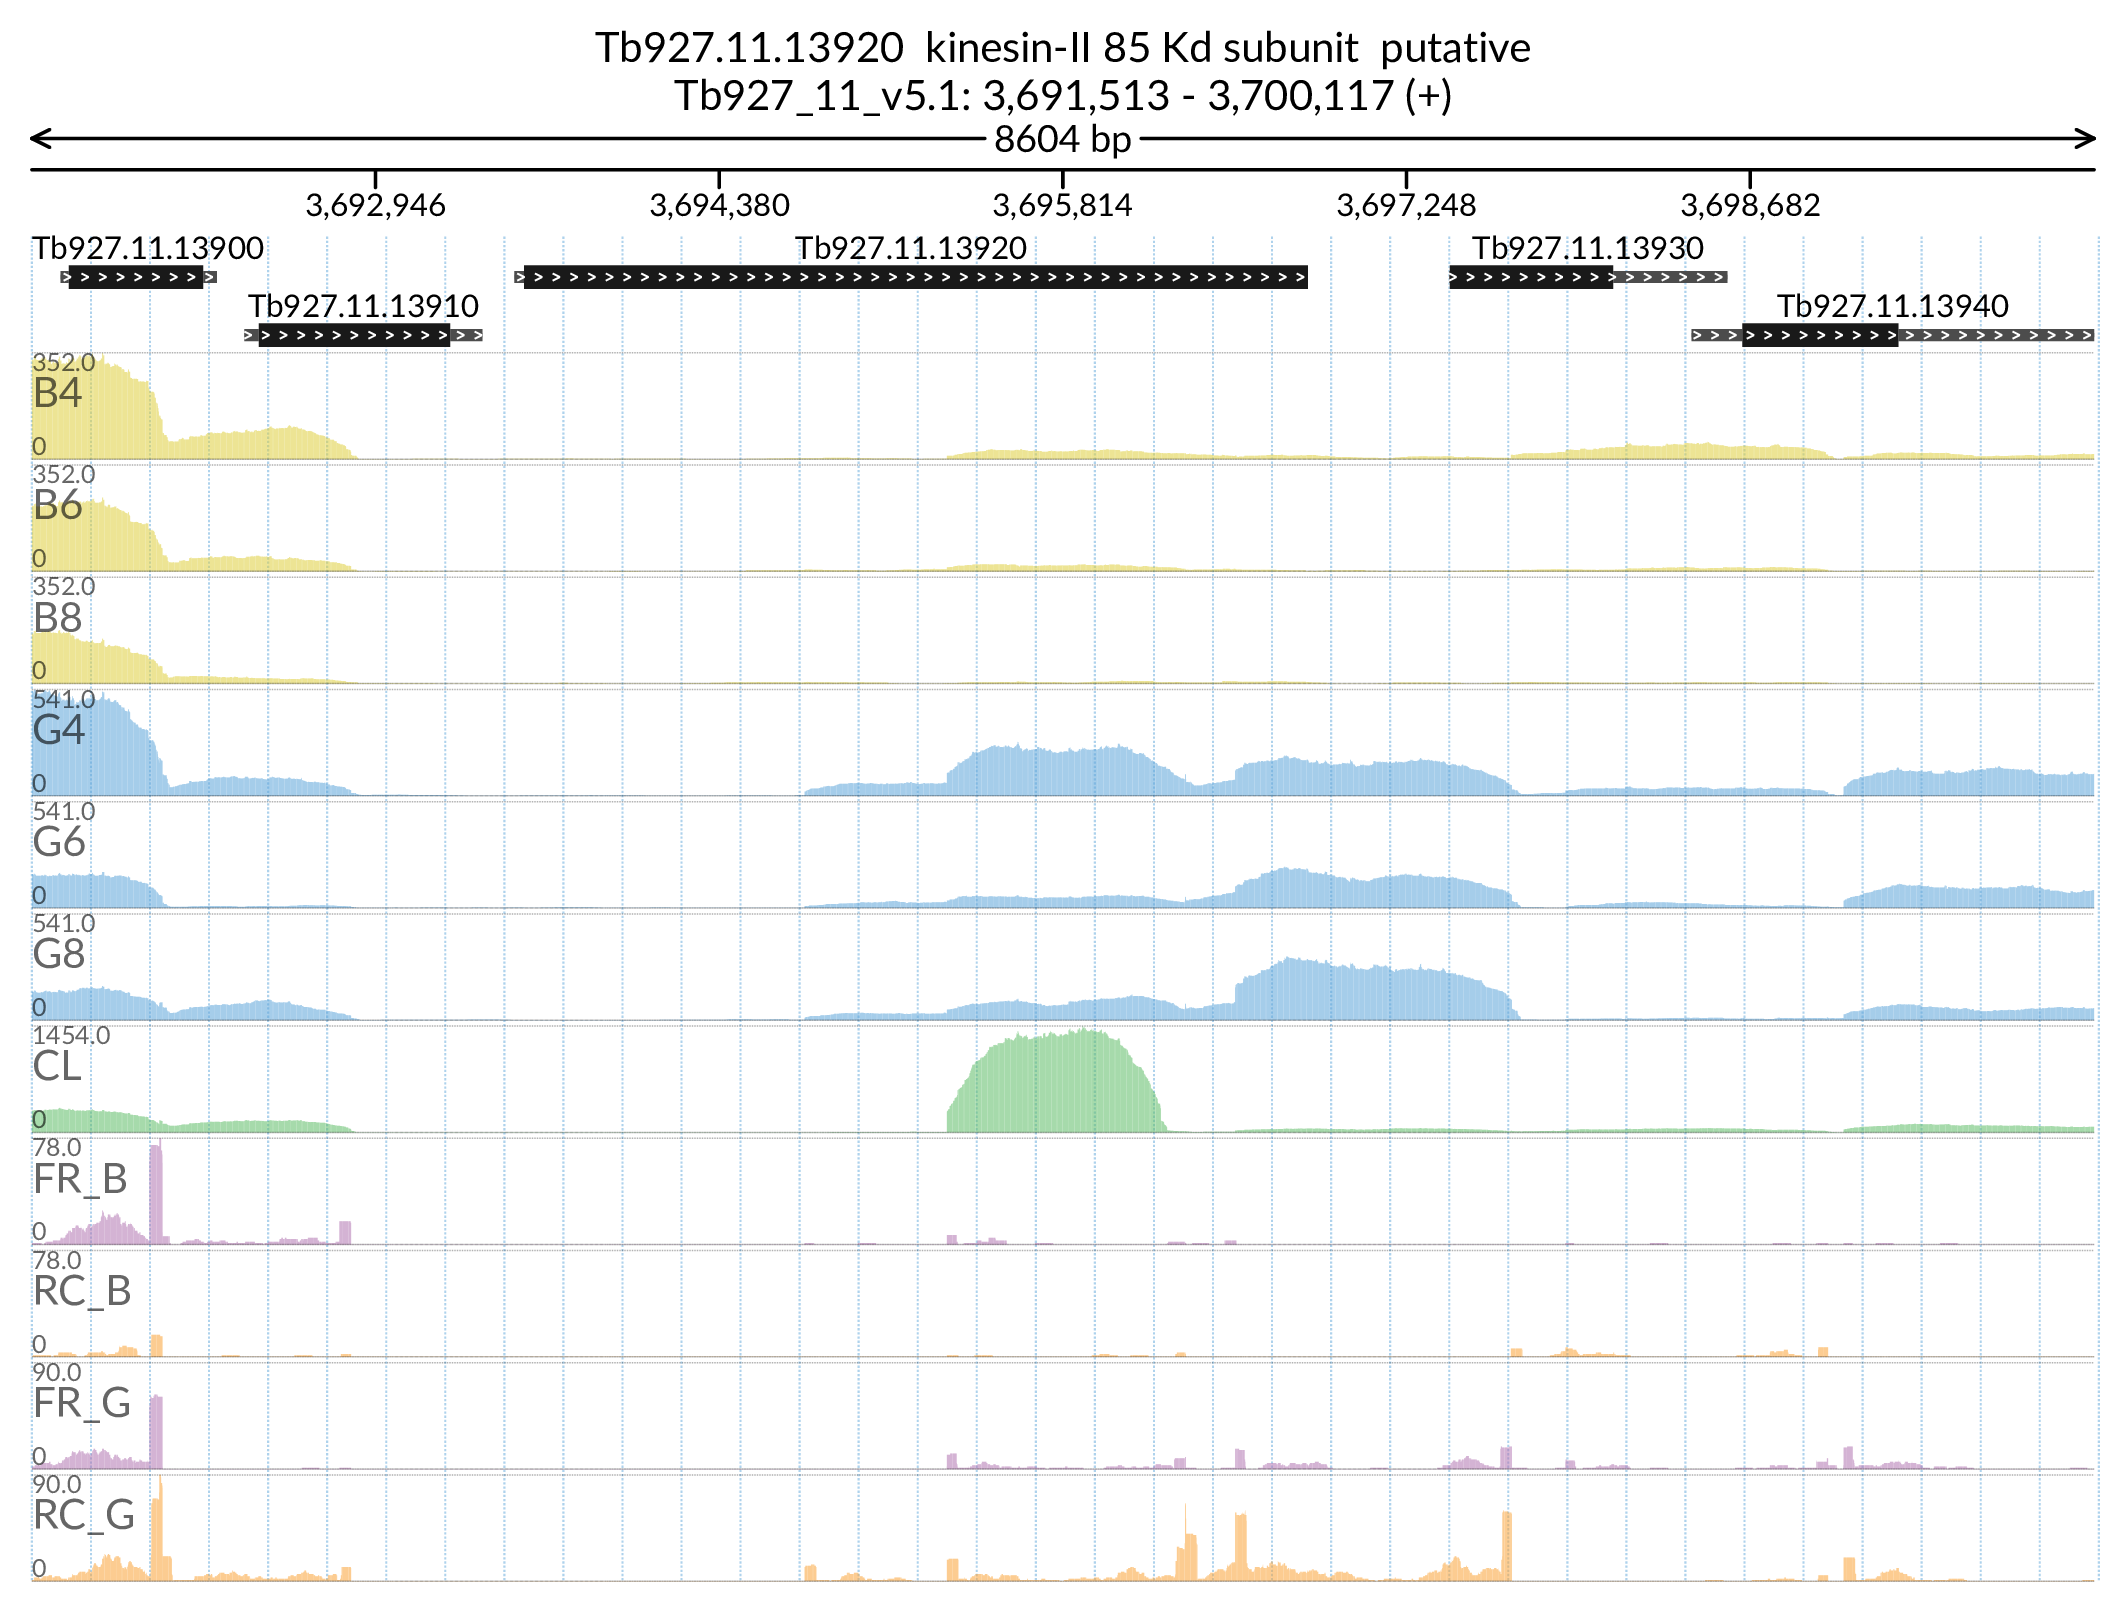 Tb927.11.13920  kinesin-II 85 Kd subunit  putative
Tb927_11_v5.1: 3,691,513 - 3,700,117 (+)
8604 bp
3,692,946 3,694,380 3,695,814 3,697,248 3,698,682
Tb927.11.13900 Tb927.11.13920 Tb927.11.13930
Tb927.11.13910 Tb927.11.13940
352.0
B4
0
352.0
B6
0
352.0
B8
0
541.0
G4
0
541.0
G6
0
541.0
G8
0
1454.0
CL
0
78.0
FR_B
0
78.0
RC_B
0
90.0
FR_G
0
90.0
RC_G
0